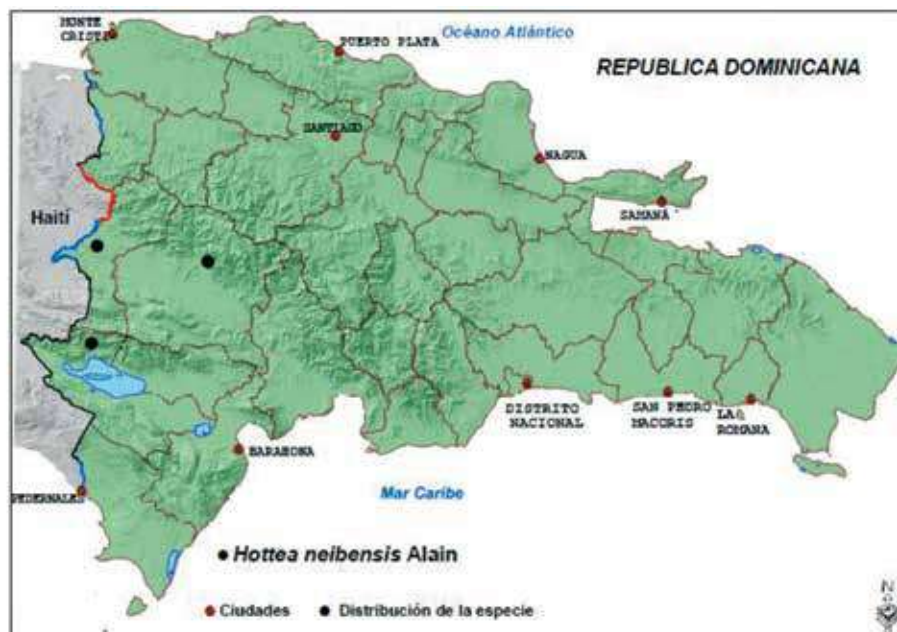 MONTE
CRISTI
PUERTO PLATA
Océano Atlántico
REPUBLICA DOMINICANA
SANTIAGO
NAGUA
SAMANÁ
Haití
DISTRITO
NACIONAL
SAN PEDRO
MACORIS
LA
ROMANA
BARAHONA
PEDERNALES
Mar Caribe
Hottea neibensis Alain
Ciudades
Distribución de la especie